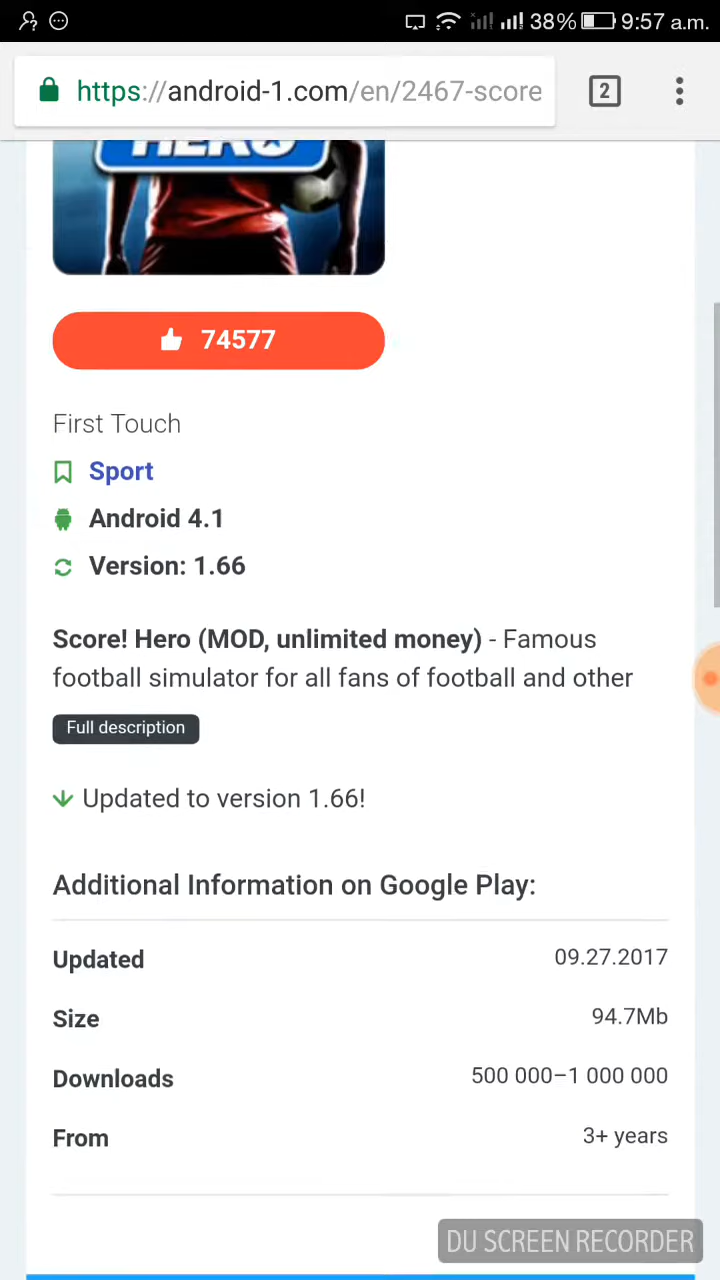 38% 9:57 a.m.
https://android-1.com/en/2467-score
2
HERO
74577
First Touch
Sport
Android 4.1
Version: 1.66
Score! Hero (MOD, unlimited money) - Famous
football simulator for all fans of football and other
Full description
Updated to version 1.66!
Additional Information on Google Play:
Updated 09.27.2017
Size 94.7Mb
Downloads 500 000–1 000 000
From 3+ years
DU SCREEN RECORDER